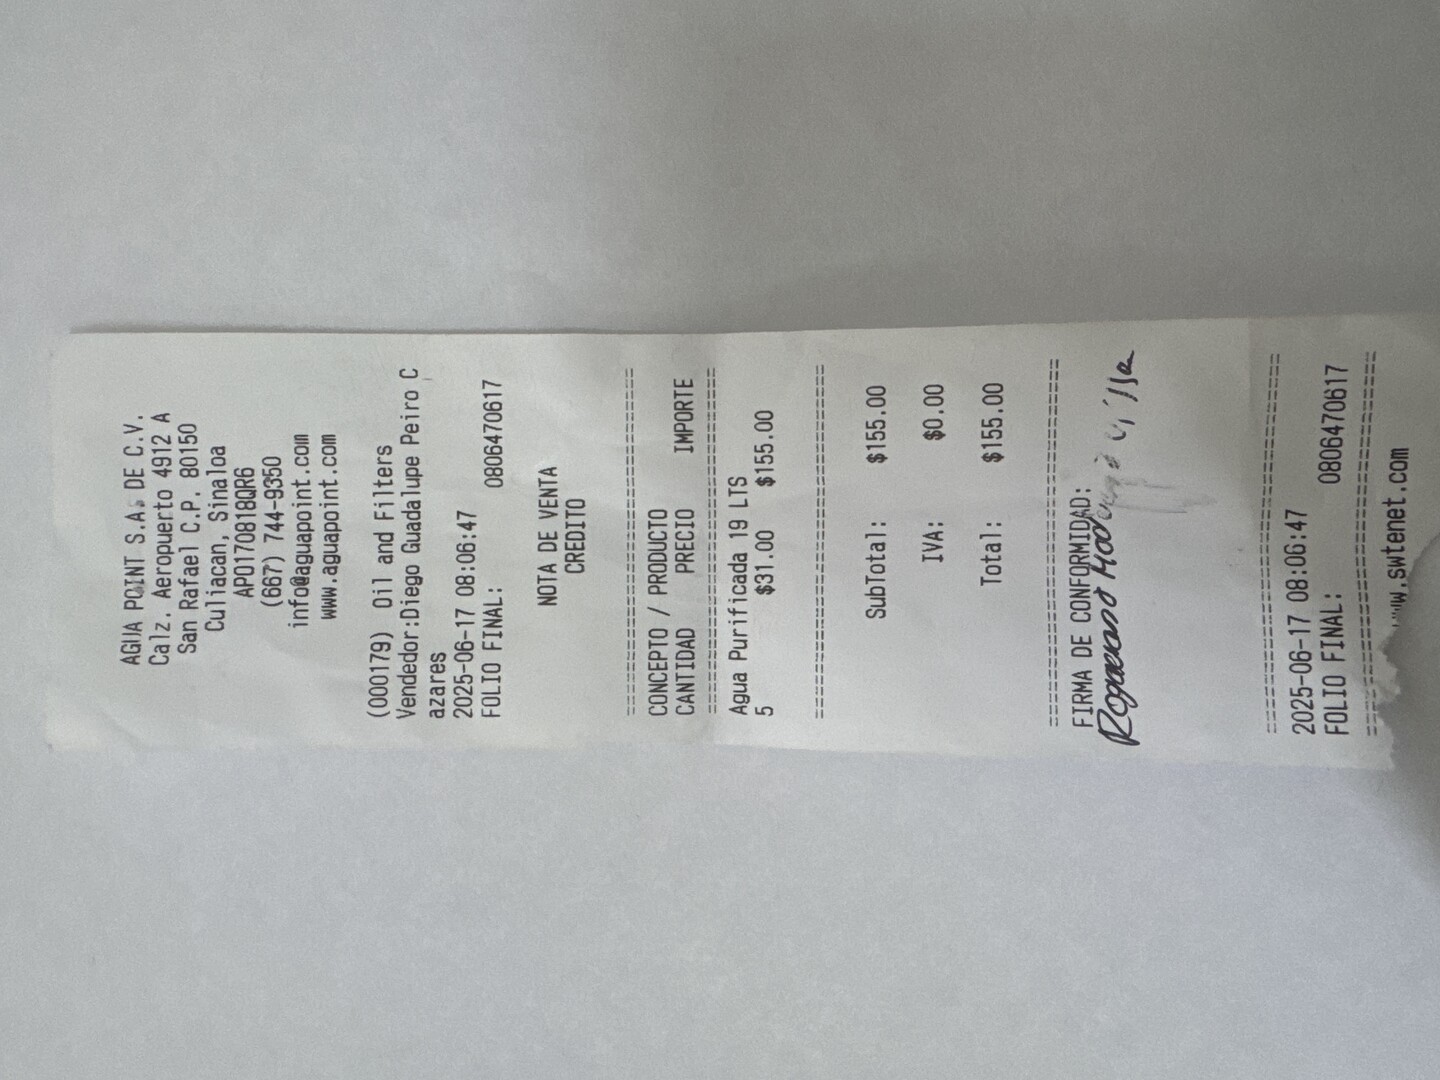 AGUA POINT S.A. DE C.V.
Calz. Aeropuerto 4912 A
San Rafael C.P. 80150
Culiacan, Sinaloa
APO170818QR6
(667) 744-9350
info@aguapoint.com
www.aguapoint.com
(000179) Oil and Filters
Vendedor:Diego Guadalupe Peiro C
azares
2025-06-17 08:06:47
FOLIO FINAL: 0806470617
NOTA DE VENTA
CREDITO
================================
CONCEPTO / PRODUCTO
CANTIDAD PRECIO IMPORTE
================================
Agua Purificada 19 LTS
5 $31.00 $155.00
================================
SubTotal: $155.00
IVA: $0.00
Total: $155.00
================================
FIRMA DE CONFORMIDAD:
villa
================================
2025-06-17 08:06:47
FOLIO FINAL: 0806470617
================================
www.swtenet.com